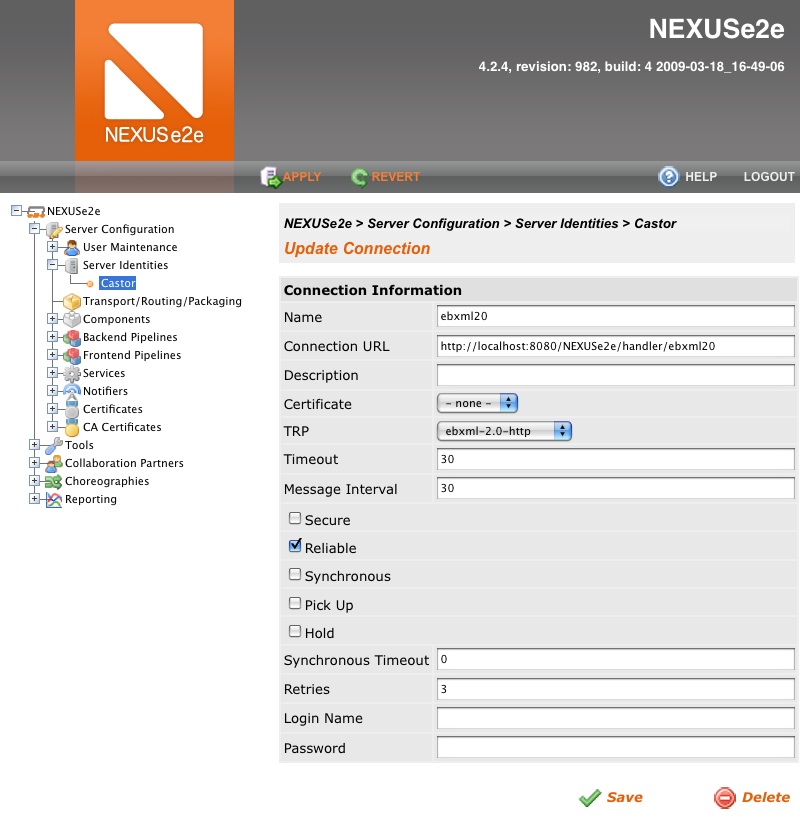 NEXUSe2e
4.2.4, revision: 982, build: 4 2009-03-18_16-49-06
NEXUSe2e
APPLY REVERT HELP LOGOUT
NEXUSe2e
Server Configuration
User Maintenance
Server Identities
Castor
Transport/Routing/Packaging
Components
Backend Pipelines
Frontend Pipelines
Services
Notifiers
Certificates
CA Certificates
Tools
Collaboration Partners
Choreographies
Reporting
NEXUSe2e > Server Configuration > Server Identities > Castor
Update Connection
Connection Information
Name ebxml20
Connection URL http://localhost:8080/NEXUSe2e/handler/ebxml20
Description
Certificate - none -
TRP ebxml-2.0-http
Timeout 30
Message Interval 30
Secure
Reliable
Synchronous
Pick Up
Hold
Synchronous Timeout 0
Retries 3
Login Name
Password
Save Delete